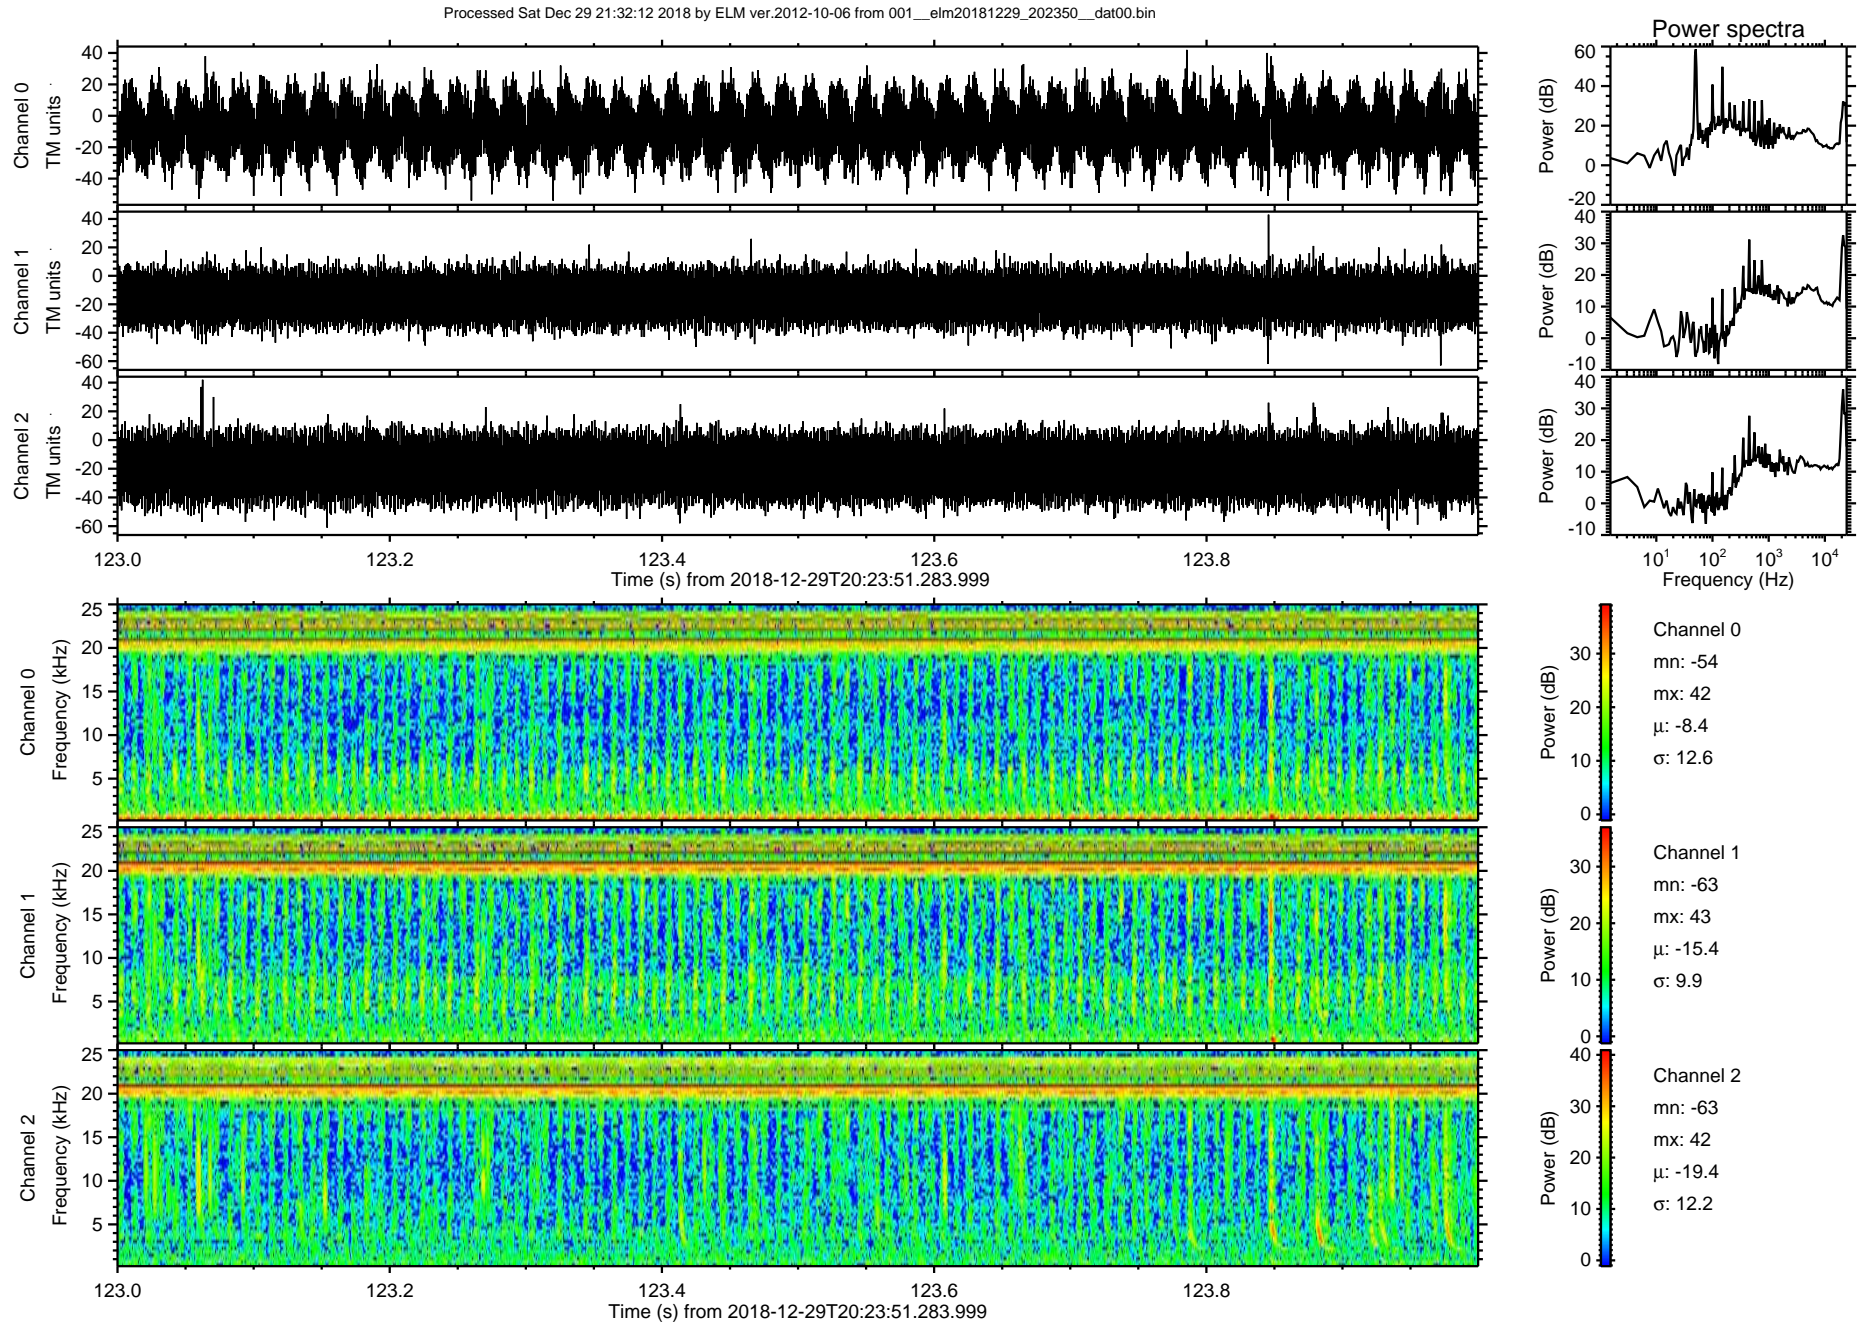 Processed Sat Dec 29 21:32:12 2018 by ELM ver.2012-10-06 from 001__elm20181229_202350__dat00.bin
Power spectra
Channel 0
TM units
40
20
0
-20
-40
Power (dB)
60
40
20
0
-20
Channel 1
TM units
40
20
0
-20
-40
-60
Power (dB)
40
30
20
10
0
-10
Channel 2
TM units
40
20
0
-20
-40
-60
Power (dB)
40
30
20
10
0
-10
123.0 123.2 123.4 123.6 123.8
Time (s) from 2018-12-29T20:23:51.283.999
10^1 10^2 10^3 10^4
Frequency (Hz)
Channel 0
Frequency (kHz)
25
20
15
10
5
Power (dB)
30
20
10
0
Channel 0
mn: -54
mx: 42
μ: -8.4
σ: 12.6
Channel 1
Frequency (kHz)
25
20
15
10
5
Power (dB)
30
20
10
0
Channel 1
mn: -63
mx: 43
μ: -15.4
σ: 9.9
Channel 2
Frequency (kHz)
25
20
15
10
5
Power (dB)
40
30
20
10
0
Channel 2
mn: -63
mx: 42
μ: -19.4
σ: 12.2
123.0 123.2 123.4 123.6 123.8
Time (s) from 2018-12-29T20:23:51.283.999